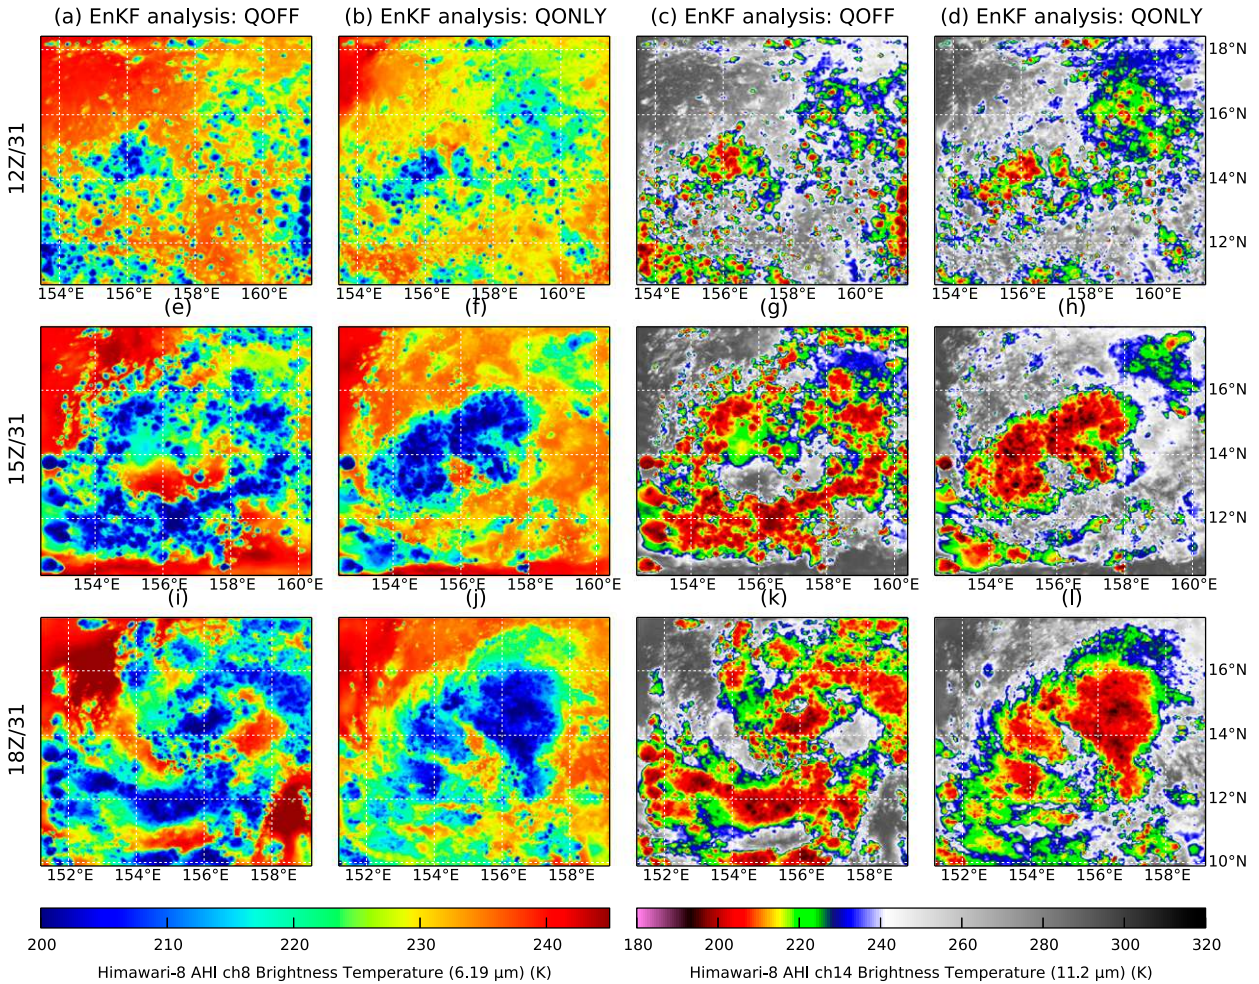 (a) EnKF analysis: QOFF (b) EnKF analysis: QONLY (c) EnKF analysis: QOFF (d) EnKF analysis: QONLY
12Z/31
18°N
16°N
14°N
12°N
154°E 156°E 158°E 160°E 154°E 156°E 158°E 160°E 154°E 156°E 158°E 160°E 154°E 156°E 158°E 160°E
(e) (f) (g) (h)
15Z/31
16°N
14°N
12°N
154°E 156°E 158°E 160°E 154°E 156°E 158°E 160°E 154°E 156°E 158°E 160°E 154°E 156°E 158°E 160°E
(i) (j) (k) (l)
18Z/31
16°N
14°N
12°N
10°N
152°E 154°E 156°E 158°E 152°E 154°E 156°E 158°E 152°E 154°E 156°E 158°E 152°E 154°E 156°E 158°E
200 210 220 230 240 180 200 220 240 260 280 300 320
Himawari-8 AHI ch8 Brightness Temperature (6.19 μm) (K) Himawari-8 AHI ch14 Brightness Temperature (11.2 μm) (K)